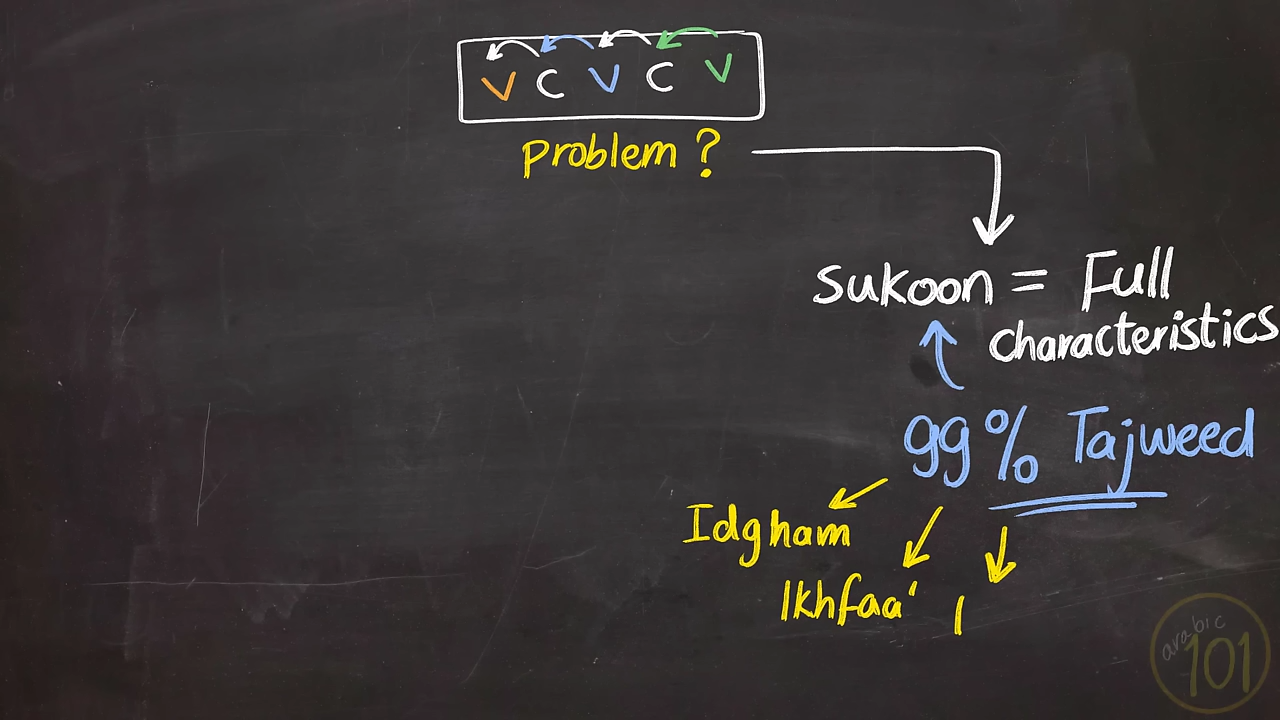 V C V C V
Problem ?
sukoon = Full
characteristics
99% Tajweed
Idgham
Ikhfaa'
I
arabic
101